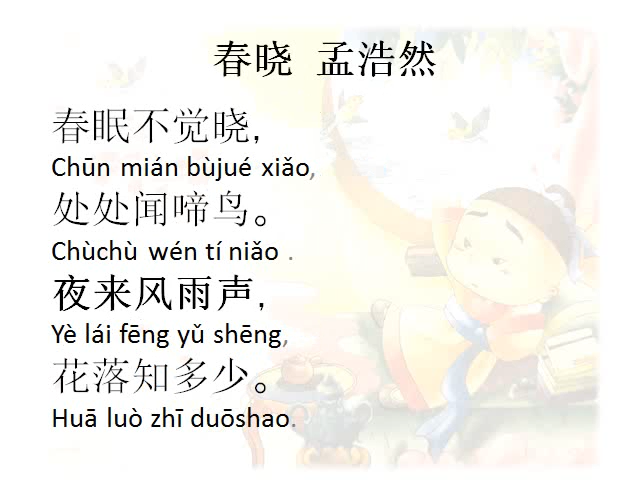 春晓 孟浩然
春眠不觉晓，
Chūn mián bùjué xiǎo,
处处闻啼鸟。
Chùchù wén tí niǎo .
夜来风雨声，
Yè lái fēng yǔ shēng,
花落知多少。
Huā luò zhī duōshao.